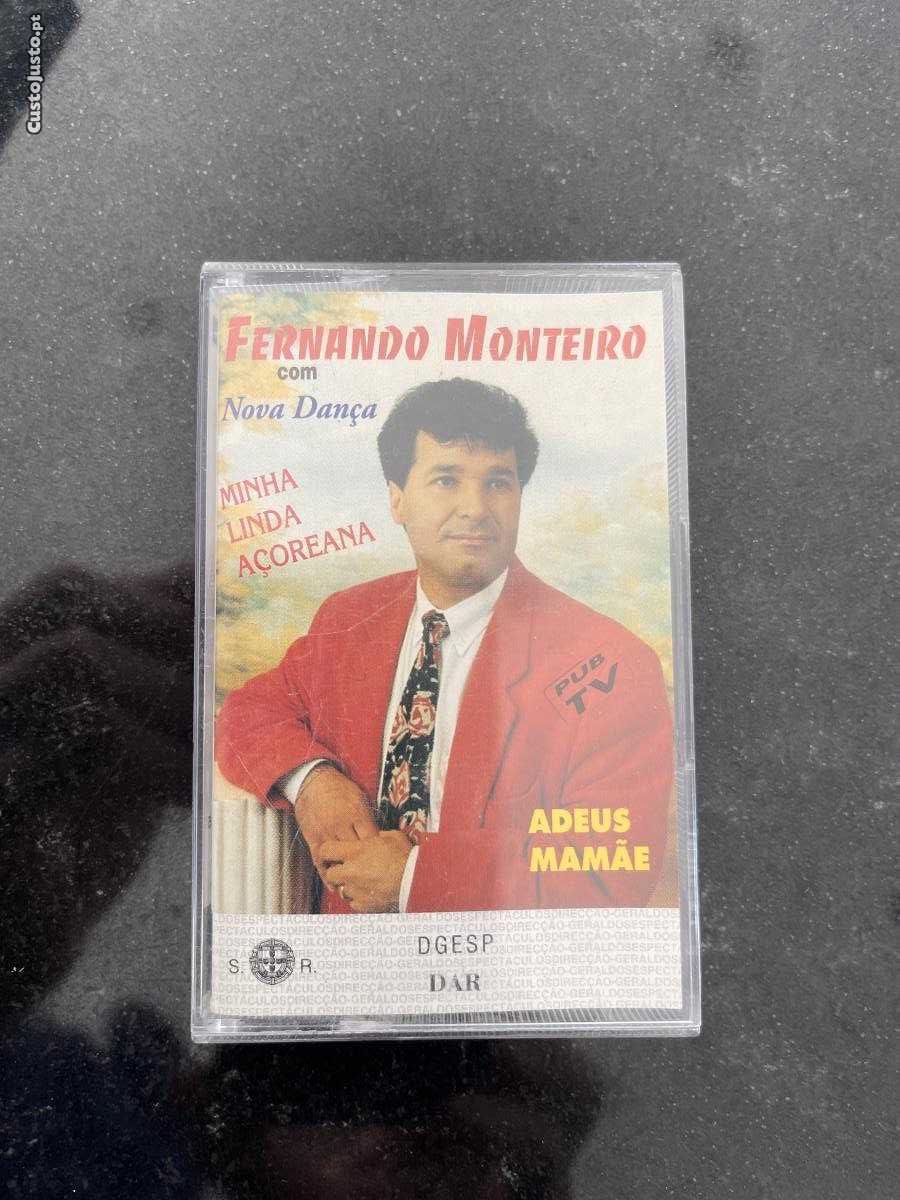 CustoJusto.pt
FERNANDO MONTEIRO
com
Nova Dança
MINHA
LINDA
AÇOREANA
PUB
TV
ADEUS
MAMÃE
DGESP
S. R.
DAR